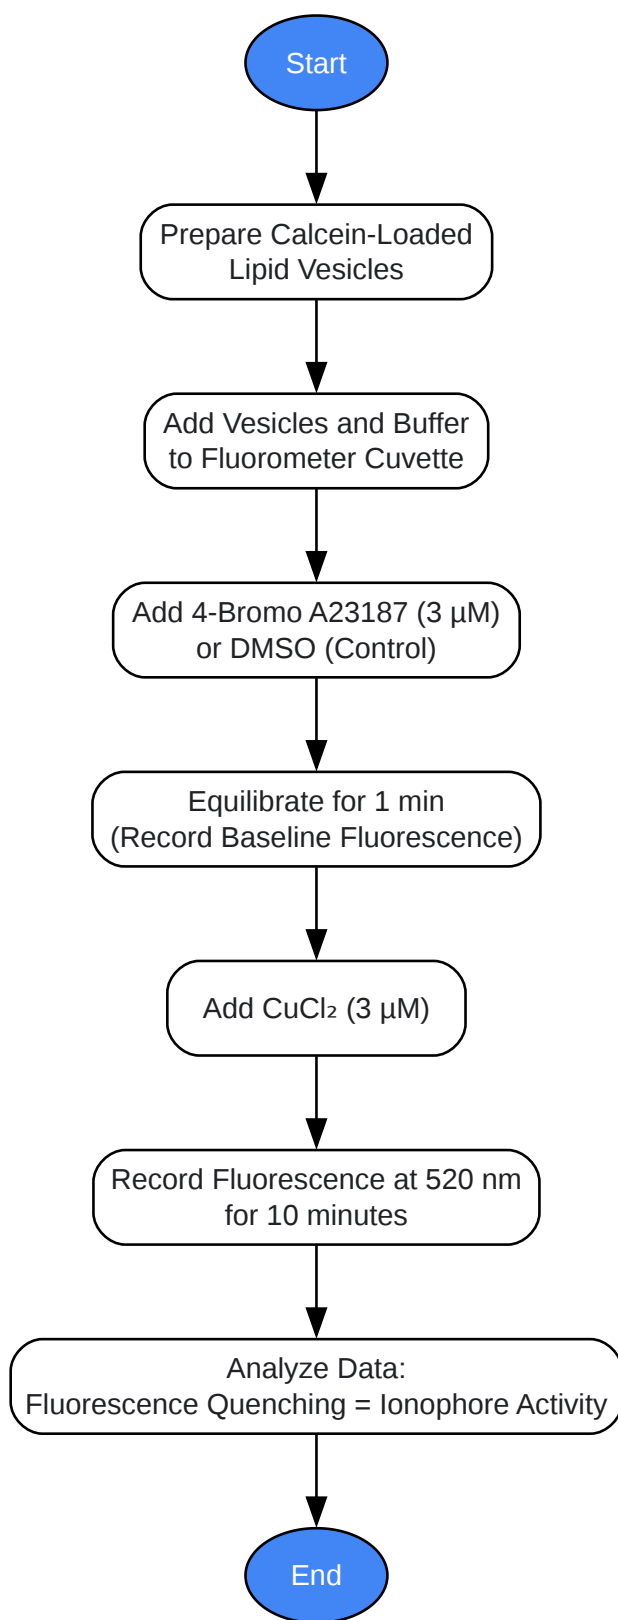 Start
Prepare Calcein-Loaded
Lipid Vesicles
Add Vesicles and Buffer
to Fluorometer Cuvette
Add 4-Bromo A23187 (3 µM)
or DMSO (Control)
Equilibrate for 1 min
(Record Baseline Fluorescence)
Add CuCl₂ (3 µM)
Record Fluorescence at 520 nm
for 10 minutes
Analyze Data:
Fluorescence Quenching = Ionophore Activity
End